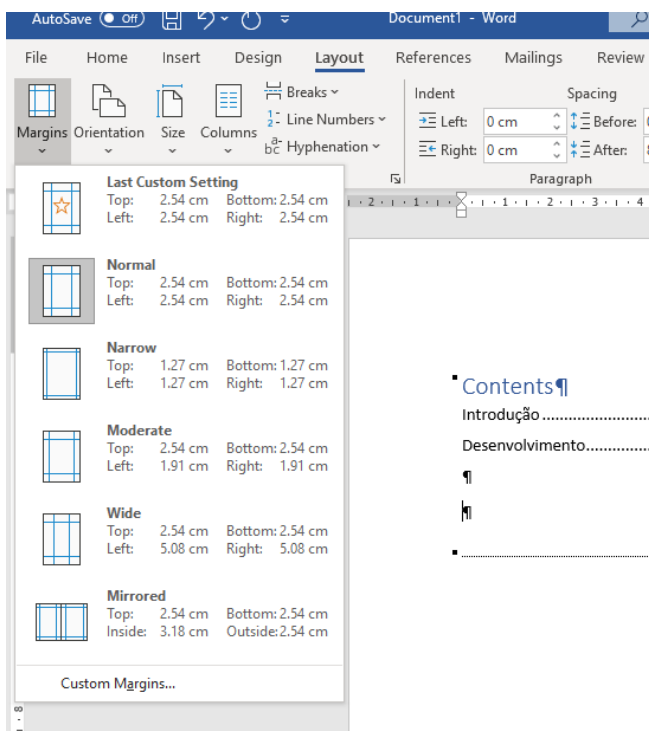 AutoSave Off Document1 - Word
File Home Insert Design Layout References Mailings Review
Breaks Indent Spacing
Line Numbers Left: 0 cm Before:
Margins Orientation Size Columns Hyphenation Right: 0 cm After:
Paragraph
Last Custom Setting
Top: 2.54 cm Bottom: 2.54 cm
Left: 2.54 cm Right: 2.54 cm
2 1 1 2 3 4
Normal
Top: 2.54 cm Bottom: 2.54 cm
Left: 2.54 cm Right: 2.54 cm
Narrow
Top: 1.27 cm Bottom: 1.27 cm
Left: 1.27 cm Right: 1.27 cm
Moderate
Top: 2.54 cm Bottom: 2.54 cm
Left: 1.91 cm Right: 1.91 cm
Wide
Top: 2.54 cm Bottom: 2.54 cm
Left: 5.08 cm Right: 5.08 cm
Mirrored
Top: 2.54 cm Bottom: 2.54 cm
Inside: 3.18 cm Outside: 2.54 cm
Custom Margins...
Contents¶
Introdução........................
Desenvolvimento...............
¶
¶
8